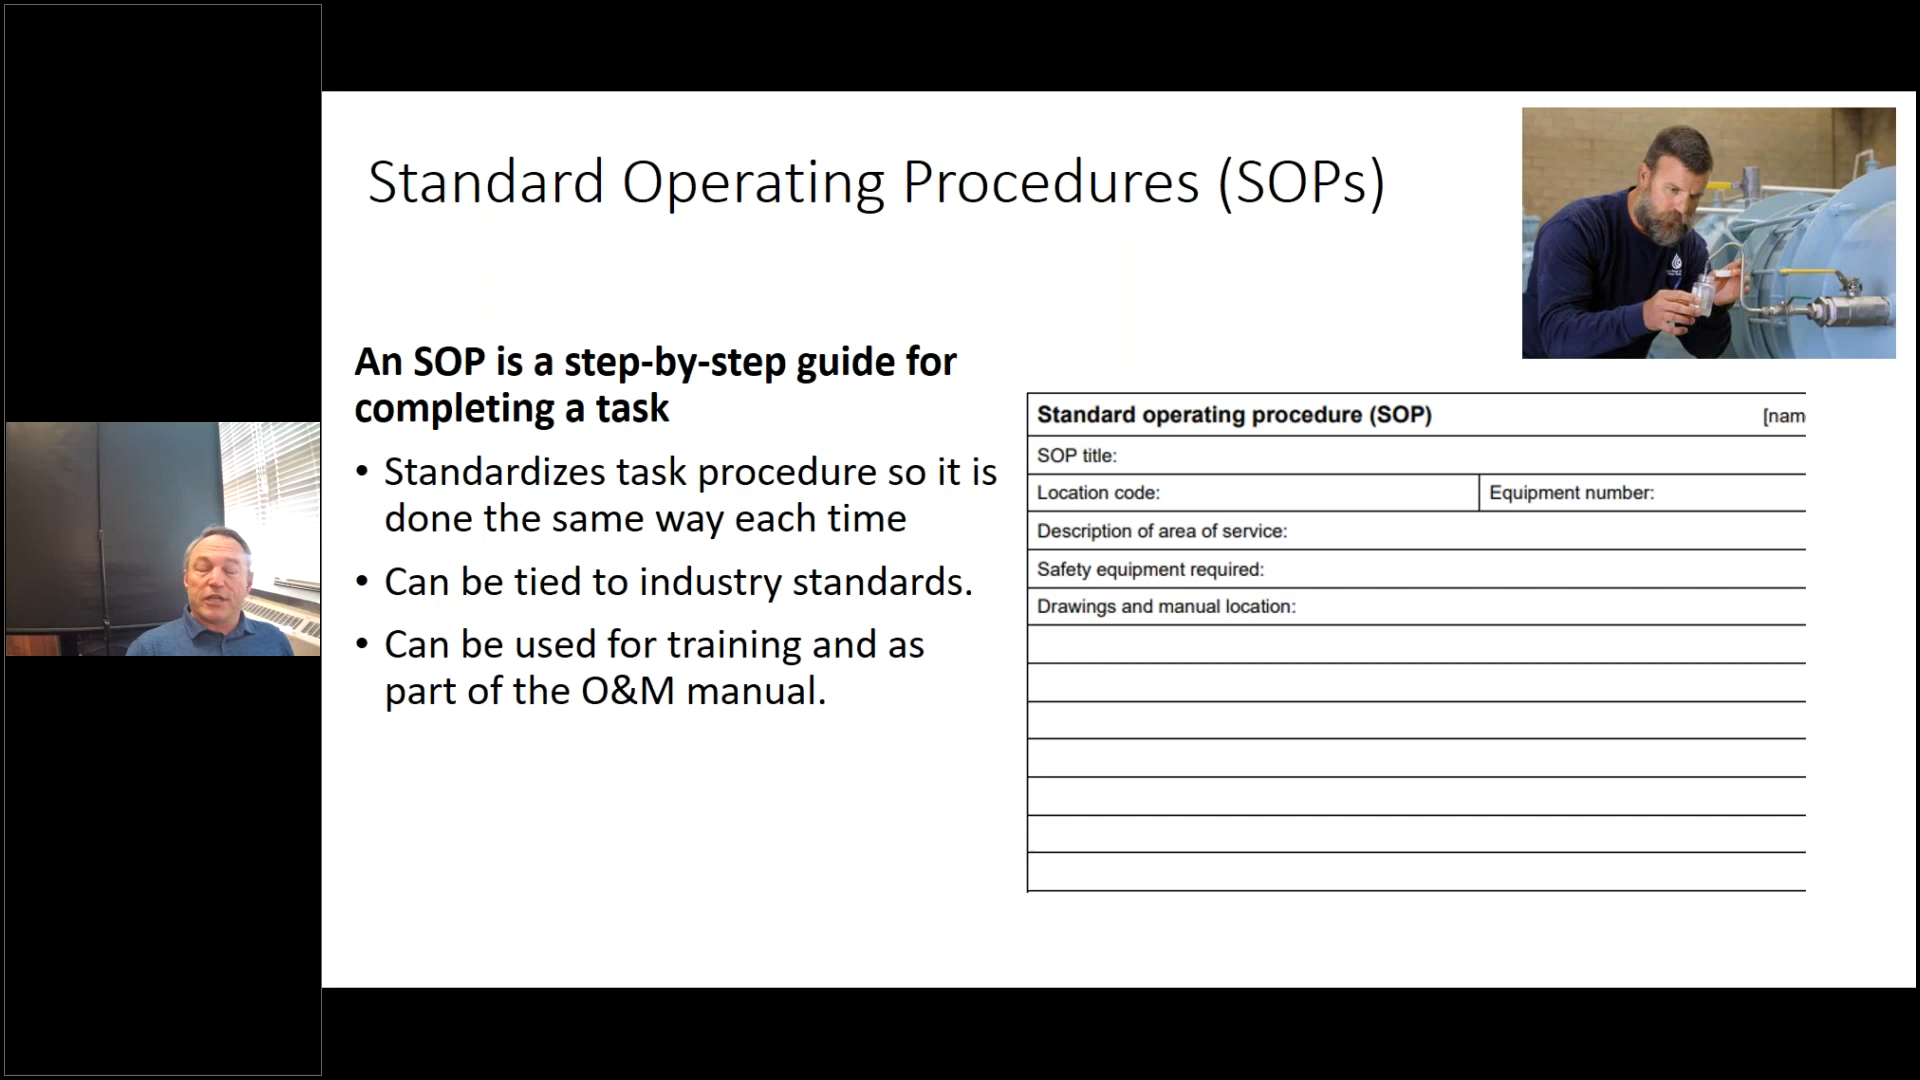 Standard Operating Procedures (SOPs)
An SOP is a step-by-step guide for
completing a task
• Standardizes task procedure so it is
done the same way each time
• Can be tied to industry standards.
• Can be used for training and as
part of the O&M manual.
Standard operating procedure (SOP) [nam
SOP title:
Location code: Equipment number:
Description of area of service:
Safety equipment required:
Drawings and manual location: